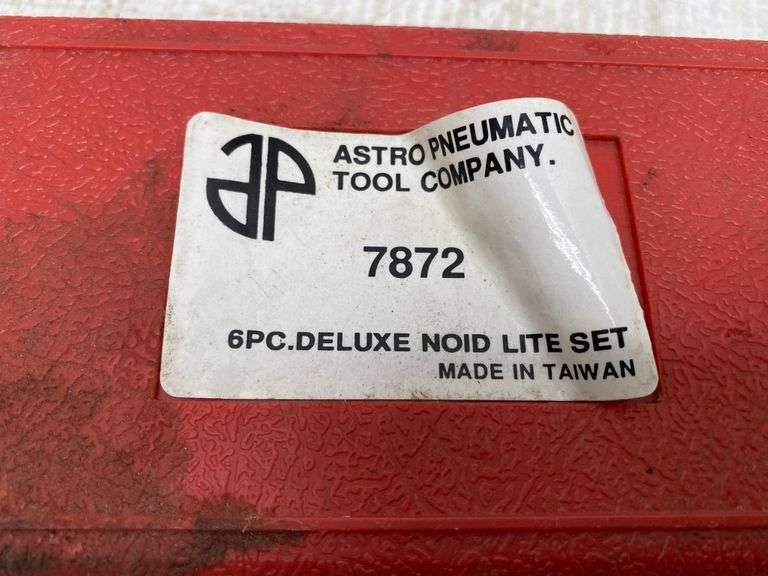 AP ASTRO PNEUMATIC
TOOL COMPANY.
7872
6PC.DELUXE NOID LITE SET
MADE IN TAIWAN